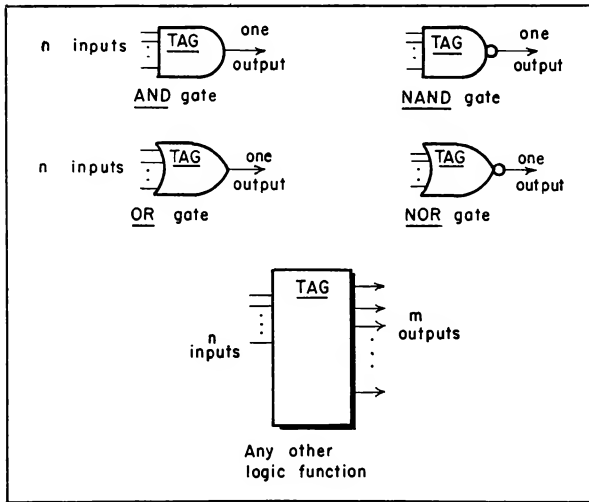 n inputs TAG one output
AND gate
TAG one output
NAND gate
n inputs TAG one output
OR gate
TAG one output
NOR gate
TAG
n inputs
m outputs
Any other
logic function